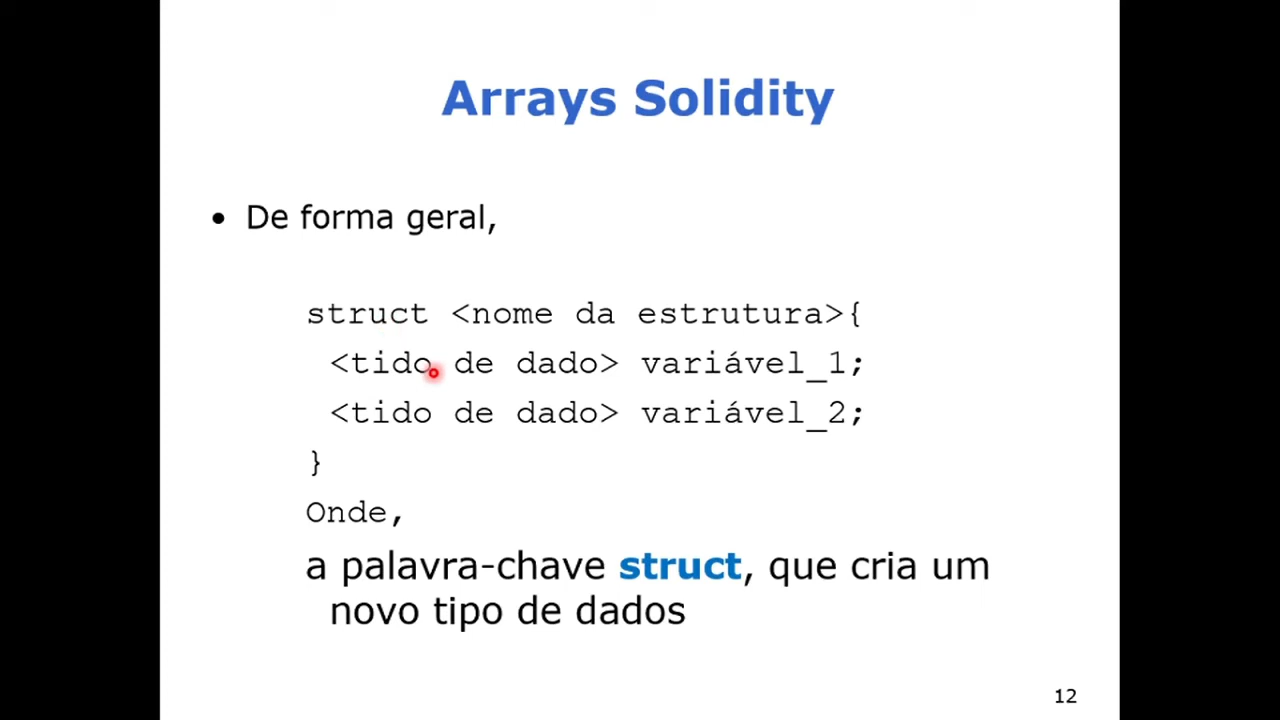 Arrays Solidity
• De forma geral,
struct <nome da estrutura>{
<tido de dado> variável_1;
<tido de dado> variável_2;
}
Onde,
a palavra-chave struct, que cria um
novo tipo de dados
12